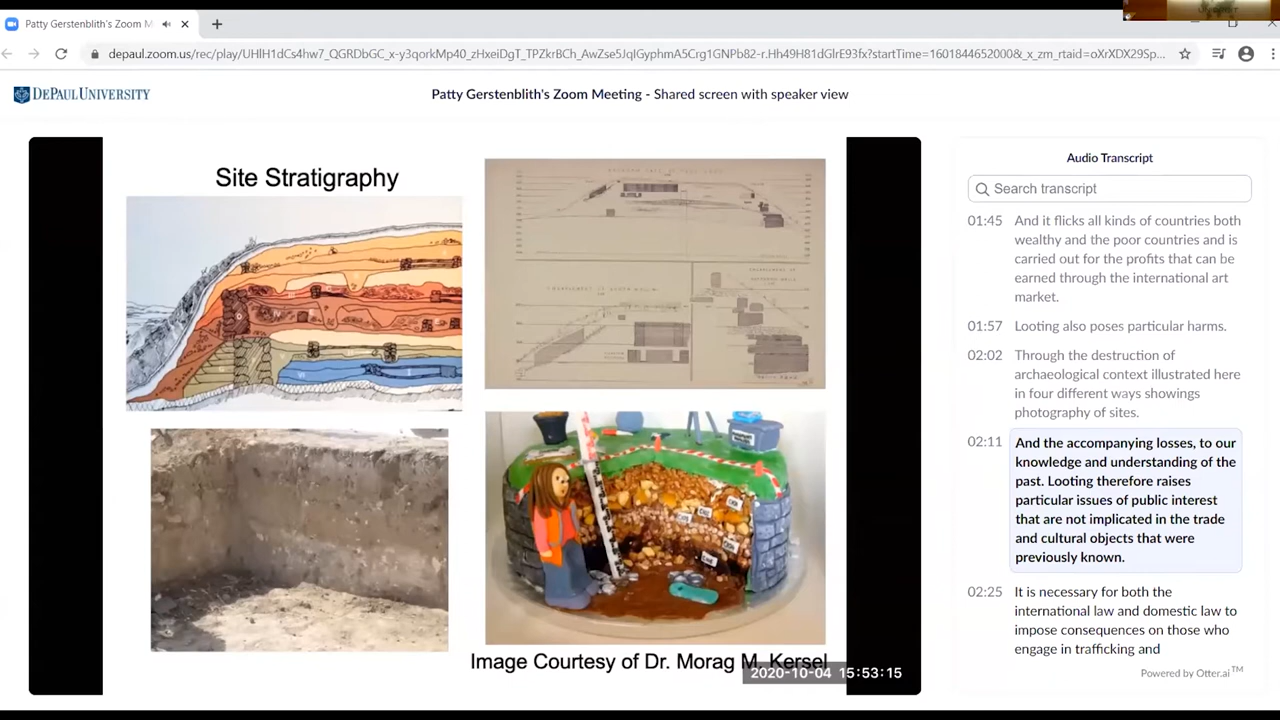 Patty Gerstenblith's Zoom M
depaul.zoom.us/rec/play/UHlH1dCs4hw7_QGRDbGC_x-y3qorkMp40_zHxeiDgT_TPZkrBCh_AwZse5JqlGyphmA5Crg1GNPb82-r.Hh49H81dGlrE93fx?startTime=1601844652000&_x_zm_rtaid=oXrXDX29Sp...
DEPAUL UNIVERSITY
Patty Gerstenblith's Zoom Meeting - Shared screen with speaker view
Site Stratigraphy
Image Courtesy of Dr. Morag M. Kersel
2020-10-04 15:53:15
Audio Transcript
Search transcript
01:45 And it flicks all kinds of countries both
wealthy and the poor countries and is
carried out for the profits that can be
earned through the international art
market.
01:57 Looting also poses particular harms.
02:02 Through the destruction of
archaeological context illustrated here
in four different ways showings
photography of sites.
02:11 And the accompanying losses, to our
knowledge and understanding of the
past. Looting therefore raises
particular issues of public interest
that are not implicated in the trade
and cultural objects that were
previously known.
02:25 It is necessary for both the
international law and domestic law to
impose consequences on those who
engage in trafficking and
Powered by Otter.ai™